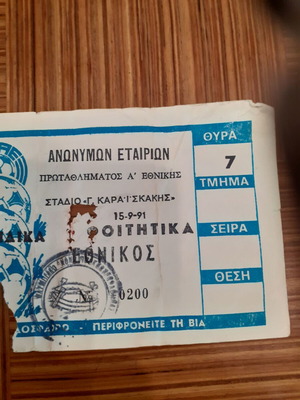 ΑΝΩΝΥΜΩΝ ΕΤΑΙΡΙΩΝ
ΠΡΩΤΑΘΛΗΜΑΤΟΣ Α' ΕΘΝΙΚΗΣ
ΣΤΑΔΙΟ «Γ. ΚΑΡΑΪΣΚΑΚΗΣ»
15-9-91
ΦΟΙΤΗΤΙΚΑ
ΕΘΝΙΚΟΣ
0200
ΠΕΡΙΦΡΟΝΕΙΤΕ ΤΗ ΒΙΑ
ΘΥΡΑ
7
ΤΜΗΜΑ
ΣΕΙΡΑ
ΘΕΣΗ